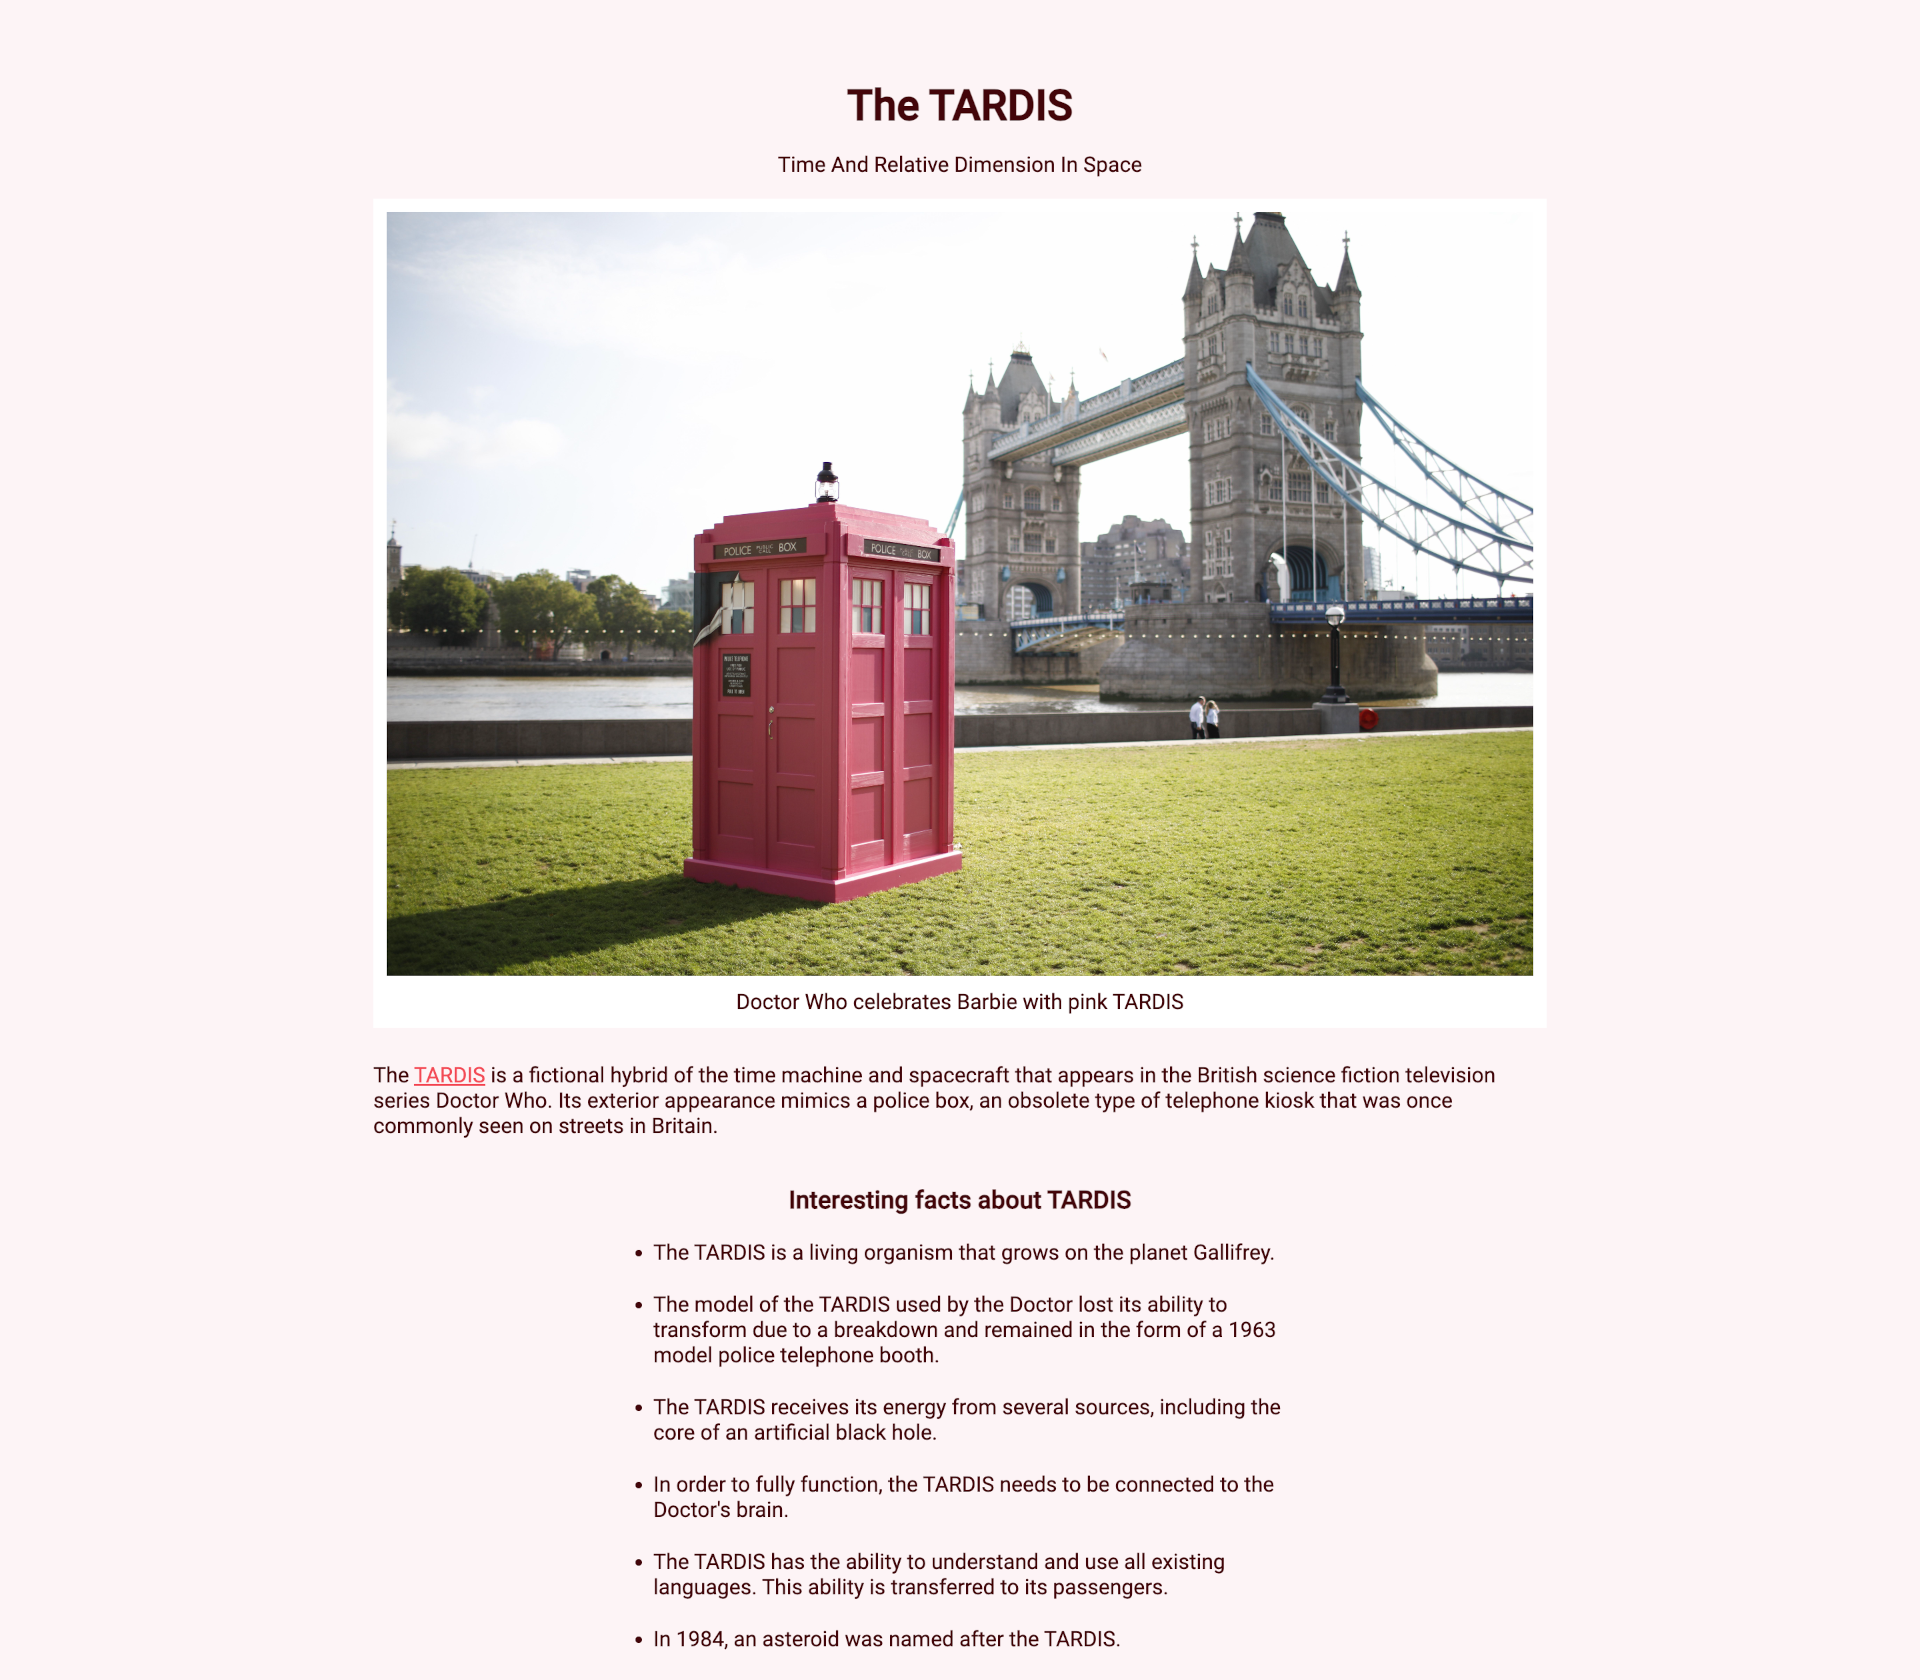 The TARDIS
Time And Relative Dimension In Space
POLICE PUBLIC CALL BOX
POLICE BOX
Doctor Who celebrates Barbie with pink TARDIS
The TARDIS is a fictional hybrid of the time machine and spacecraft that appears in the British science fiction television
series Doctor Who. Its exterior appearance mimics a police box, an obsolete type of telephone kiosk that was once
commonly seen on streets in Britain.
Interesting facts about TARDIS
• The TARDIS is a living organism that grows on the planet Gallifrey.
• The model of the TARDIS used by the Doctor lost its ability to
transform due to a breakdown and remained in the form of a 1963
model police telephone booth.
• The TARDIS receives its energy from several sources, including the
core of an artificial black hole.
• In order to fully function, the TARDIS needs to be connected to the
Doctor's brain.
• The TARDIS has the ability to understand and use all existing
languages. This ability is transferred to its passengers.
• In 1984, an asteroid was named after the TARDIS.